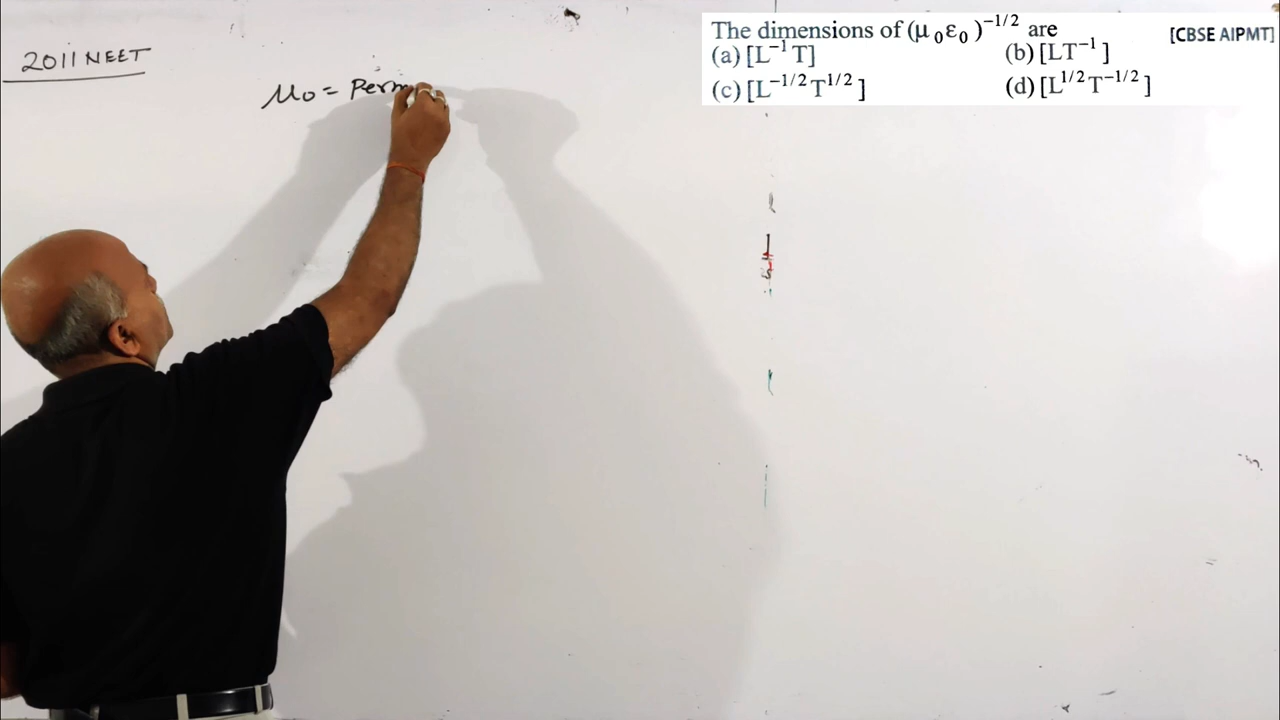 2011 NEET
μ0 = Perm
The dimensions of (μ₀ε₀)^−1/2 are [CBSE AIPMT]
(a) [L^−1 T] (b) [LT^−1]
(c) [L^−1/2 T^1/2] (d) [L^1/2 T^−1/2]